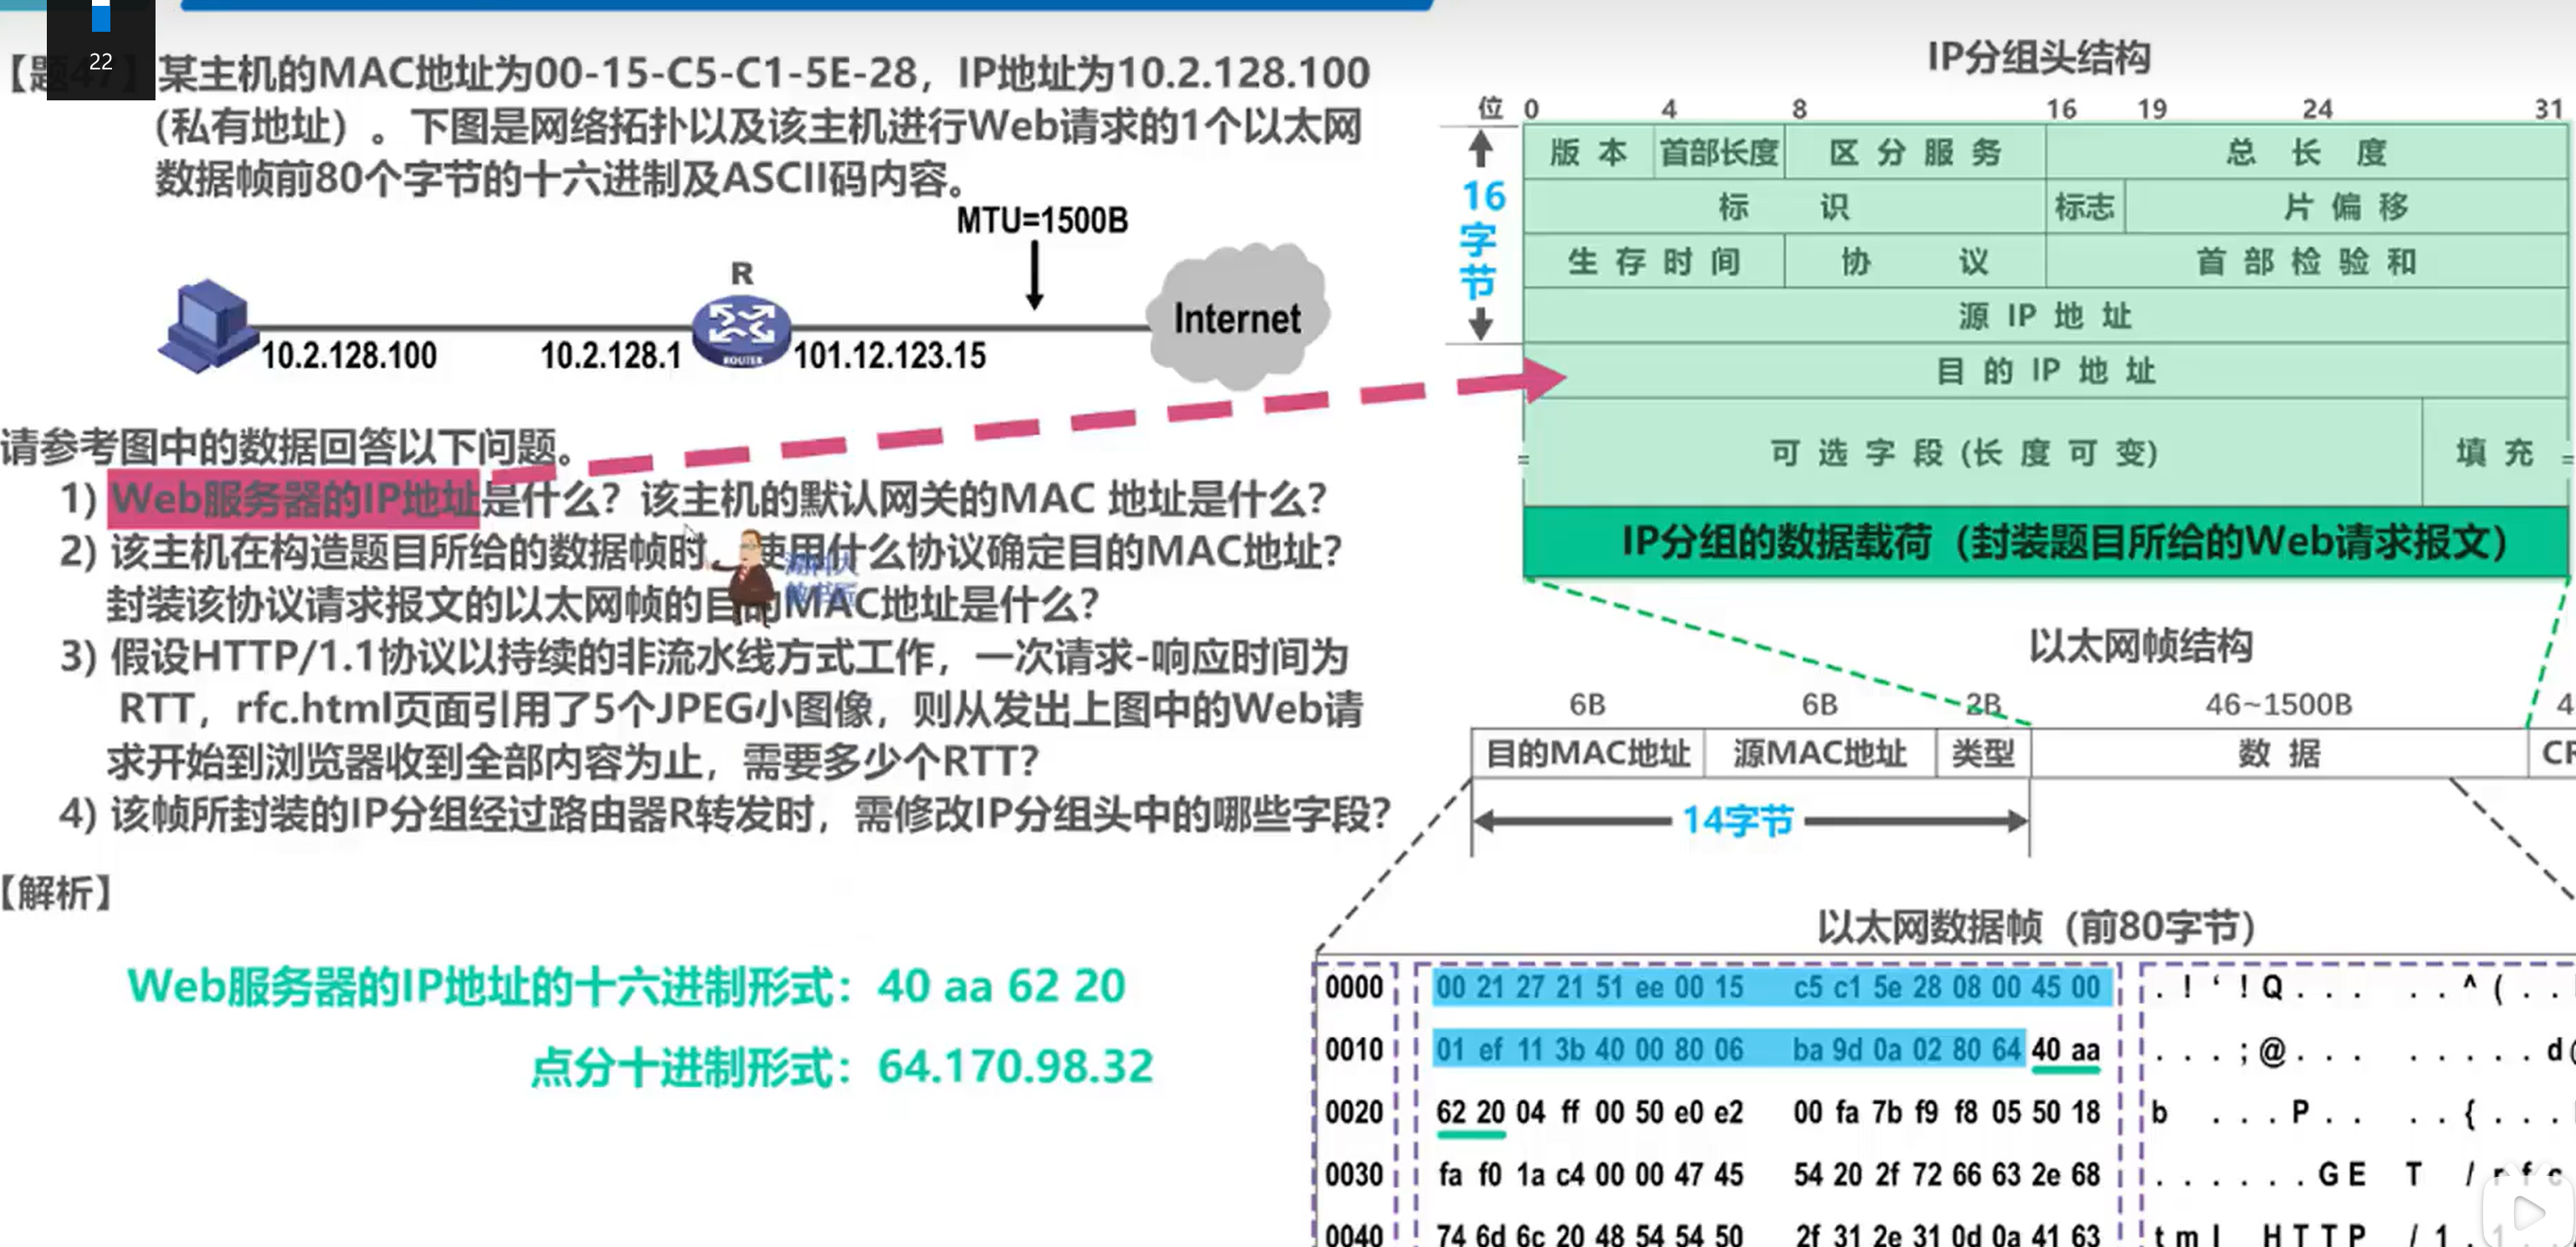 22
【题47】某主机的MAC地址为00-15-C5-C1-5E-28，IP地址为10.2.128.100
(私有地址）。下图是网络拓扑以及该主机进行Web请求的1个以太网
数据帧前80个字节的十六进制及ASCII码内容。
MTU=1500B
R
ROUTER
Internet
10.2.128.100
10.2.128.1
101.12.123.15
请参考图中的数据回答以下问题。
1) Web服务器的IP地址是什么？该主机的默认网关的MAC 地址是什么？
2) 该主机在构造题目所给的数据帧时 使用什么协议确定目的MAC地址？
封装该协议请求报文的以太网帧的目的MAC地址是什么？
3) 假设HTTP/1.1协议以持续的非流水线方式工作，一次请求-响应时间为
RTT，rfc.html页面引用了5个JPEG小图像，则从发出上图中的Web请
求开始到浏览器收到全部内容为止，需要多少个RTT？
4) 该帧所封装的IP分组经过路由器R转发时，需修改IP分组头中的哪些字段？
【解析】
Web服务器的IP地址的十六进制形式：40 aa 62 20
点分十进制形式：64.170.98.32
IP分组头结构
位 0 4 8 16 19 24 31
16字节
版 本 首部长度 区 分 服 务 总 长 度
标 识 标志 片 偏 移
生 存 时 间 协 议 首 部 检 验 和
源 IP 地 址
目 的 IP 地 址
可 选 字 段 (长 度 可 变) 填 充
IP分组的数据载荷（封装题目所给的Web请求报文）
以太网帧结构
6B 6B 2B 46~1500B 4
目的MAC地址 源MAC地址 类型 数 据 CR
14字节
以太网数据帧（前80字节）
0000 00 21 27 21 51 ee 00 15 c5 c1 5e 28 08 00 45 00 . ! ‘ ! Q . . . . . ^ ( . .
0010 01 ef 11 3b 40 00 80 06 ba 9d 0a 02 80 64 40 aa . . . ; @ . . . . . . . . d
0020 62 20 04 ff 00 50 e0 e2 00 fa 7b f9 f8 05 50 18 b . . . P . . . . { . . .
0030 fa f0 1a c4 00 00 47 45 54 20 2f 72 66 63 2e 68 . . . . . . G E T / r f c
0040 74 6d 6c 20 48 54 54 50 2f 31 2e 31 0d 0a 41 63 t m l H T T P / 1 . 1